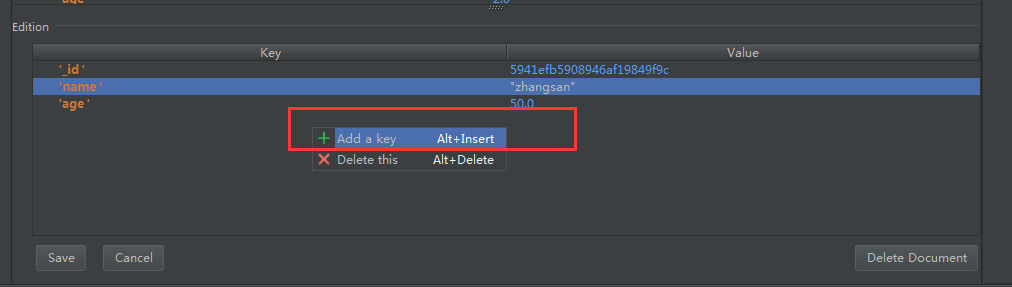 Edition
Key Value
'_id' 5941efb5908946af19849f9c
'name' "zhangsan"
'age' 50.0
Add a key Alt+Insert
Delete this Alt+Delete
Save Cancel Delete Document